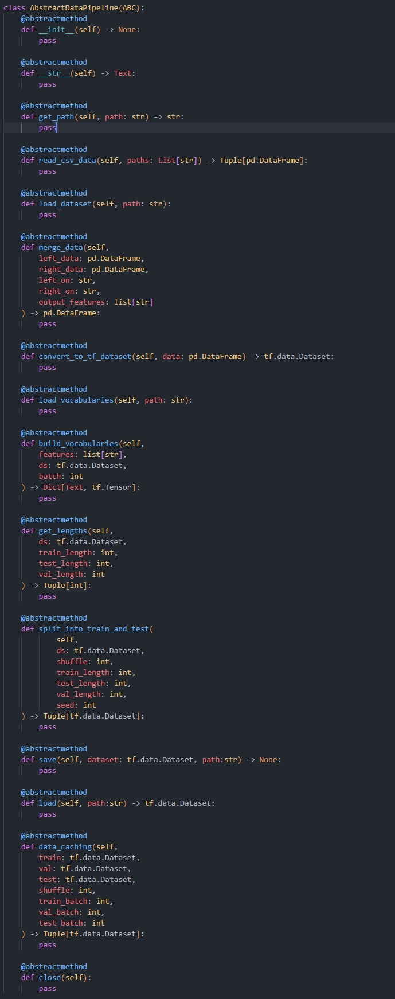 class AbstractDataPipeline(ABC):
    @abstractmethod
    def __init__(self) -> None:
        pass

    @abstractmethod
    def __str__(self) -> Text:
        pass

    @abstractmethod
    def get_path(self, path: str) -> str:
        pass

    @abstractmethod
    def read_csv_data(self, paths: List[str]) -> Tuple[pd.DataFrame]:
        pass

    @abstractmethod
    def load_dataset(self, path: str):
        pass

    @abstractmethod
    def merge_data(self,
        left_data: pd.DataFrame,
        right_data: pd.DataFrame,
        left_on: str,
        right_on: str,
        output_features: list[str]
    ) -> pd.DataFrame:
        pass

    @abstractmethod
    def convert_to_tf_dataset(self, data: pd.DataFrame) -> tf.data.Dataset:
        pass

    @abstractmethod
    def load_vocabularies(self, path: str):
        pass

    @abstractmethod
    def build_vocabularies(self,
        features: list[str],
        ds: tf.data.Dataset,
        batch: int
    ) -> Dict[Text, tf.Tensor]:
        pass

    @abstractmethod
    def get_lengths(self,
        ds: tf.data.Dataset,
        train_length: int,
        test_length: int,
        val_length: int
    ) -> Tuple[int]:
        pass

    @abstractmethod
    def split_into_train_and_test(
            self,
            ds: tf.data.Dataset,
            shuffle: int,
            train_length: int,
            test_length: int,
            val_length: int,
            seed: int
    ) -> Tuple[tf.data.Dataset]:
        pass

    @abstractmethod
    def save(self, dataset: tf.data.Dataset, path:str) -> None:
        pass

    @abstractmethod
    def load(self, path:str) -> tf.data.Dataset:
        pass

    @abstractmethod
    def data_caching(self,
        train: tf.data.Dataset,
        val: tf.data.Dataset,
        test: tf.data.Dataset,
        shuffle: int,
        train_batch: int,
        val_batch: int,
        test_batch: int
    ) -> Tuple[tf.data.Dataset]:
        pass

    @abstractmethod
    def close(self):
        pass